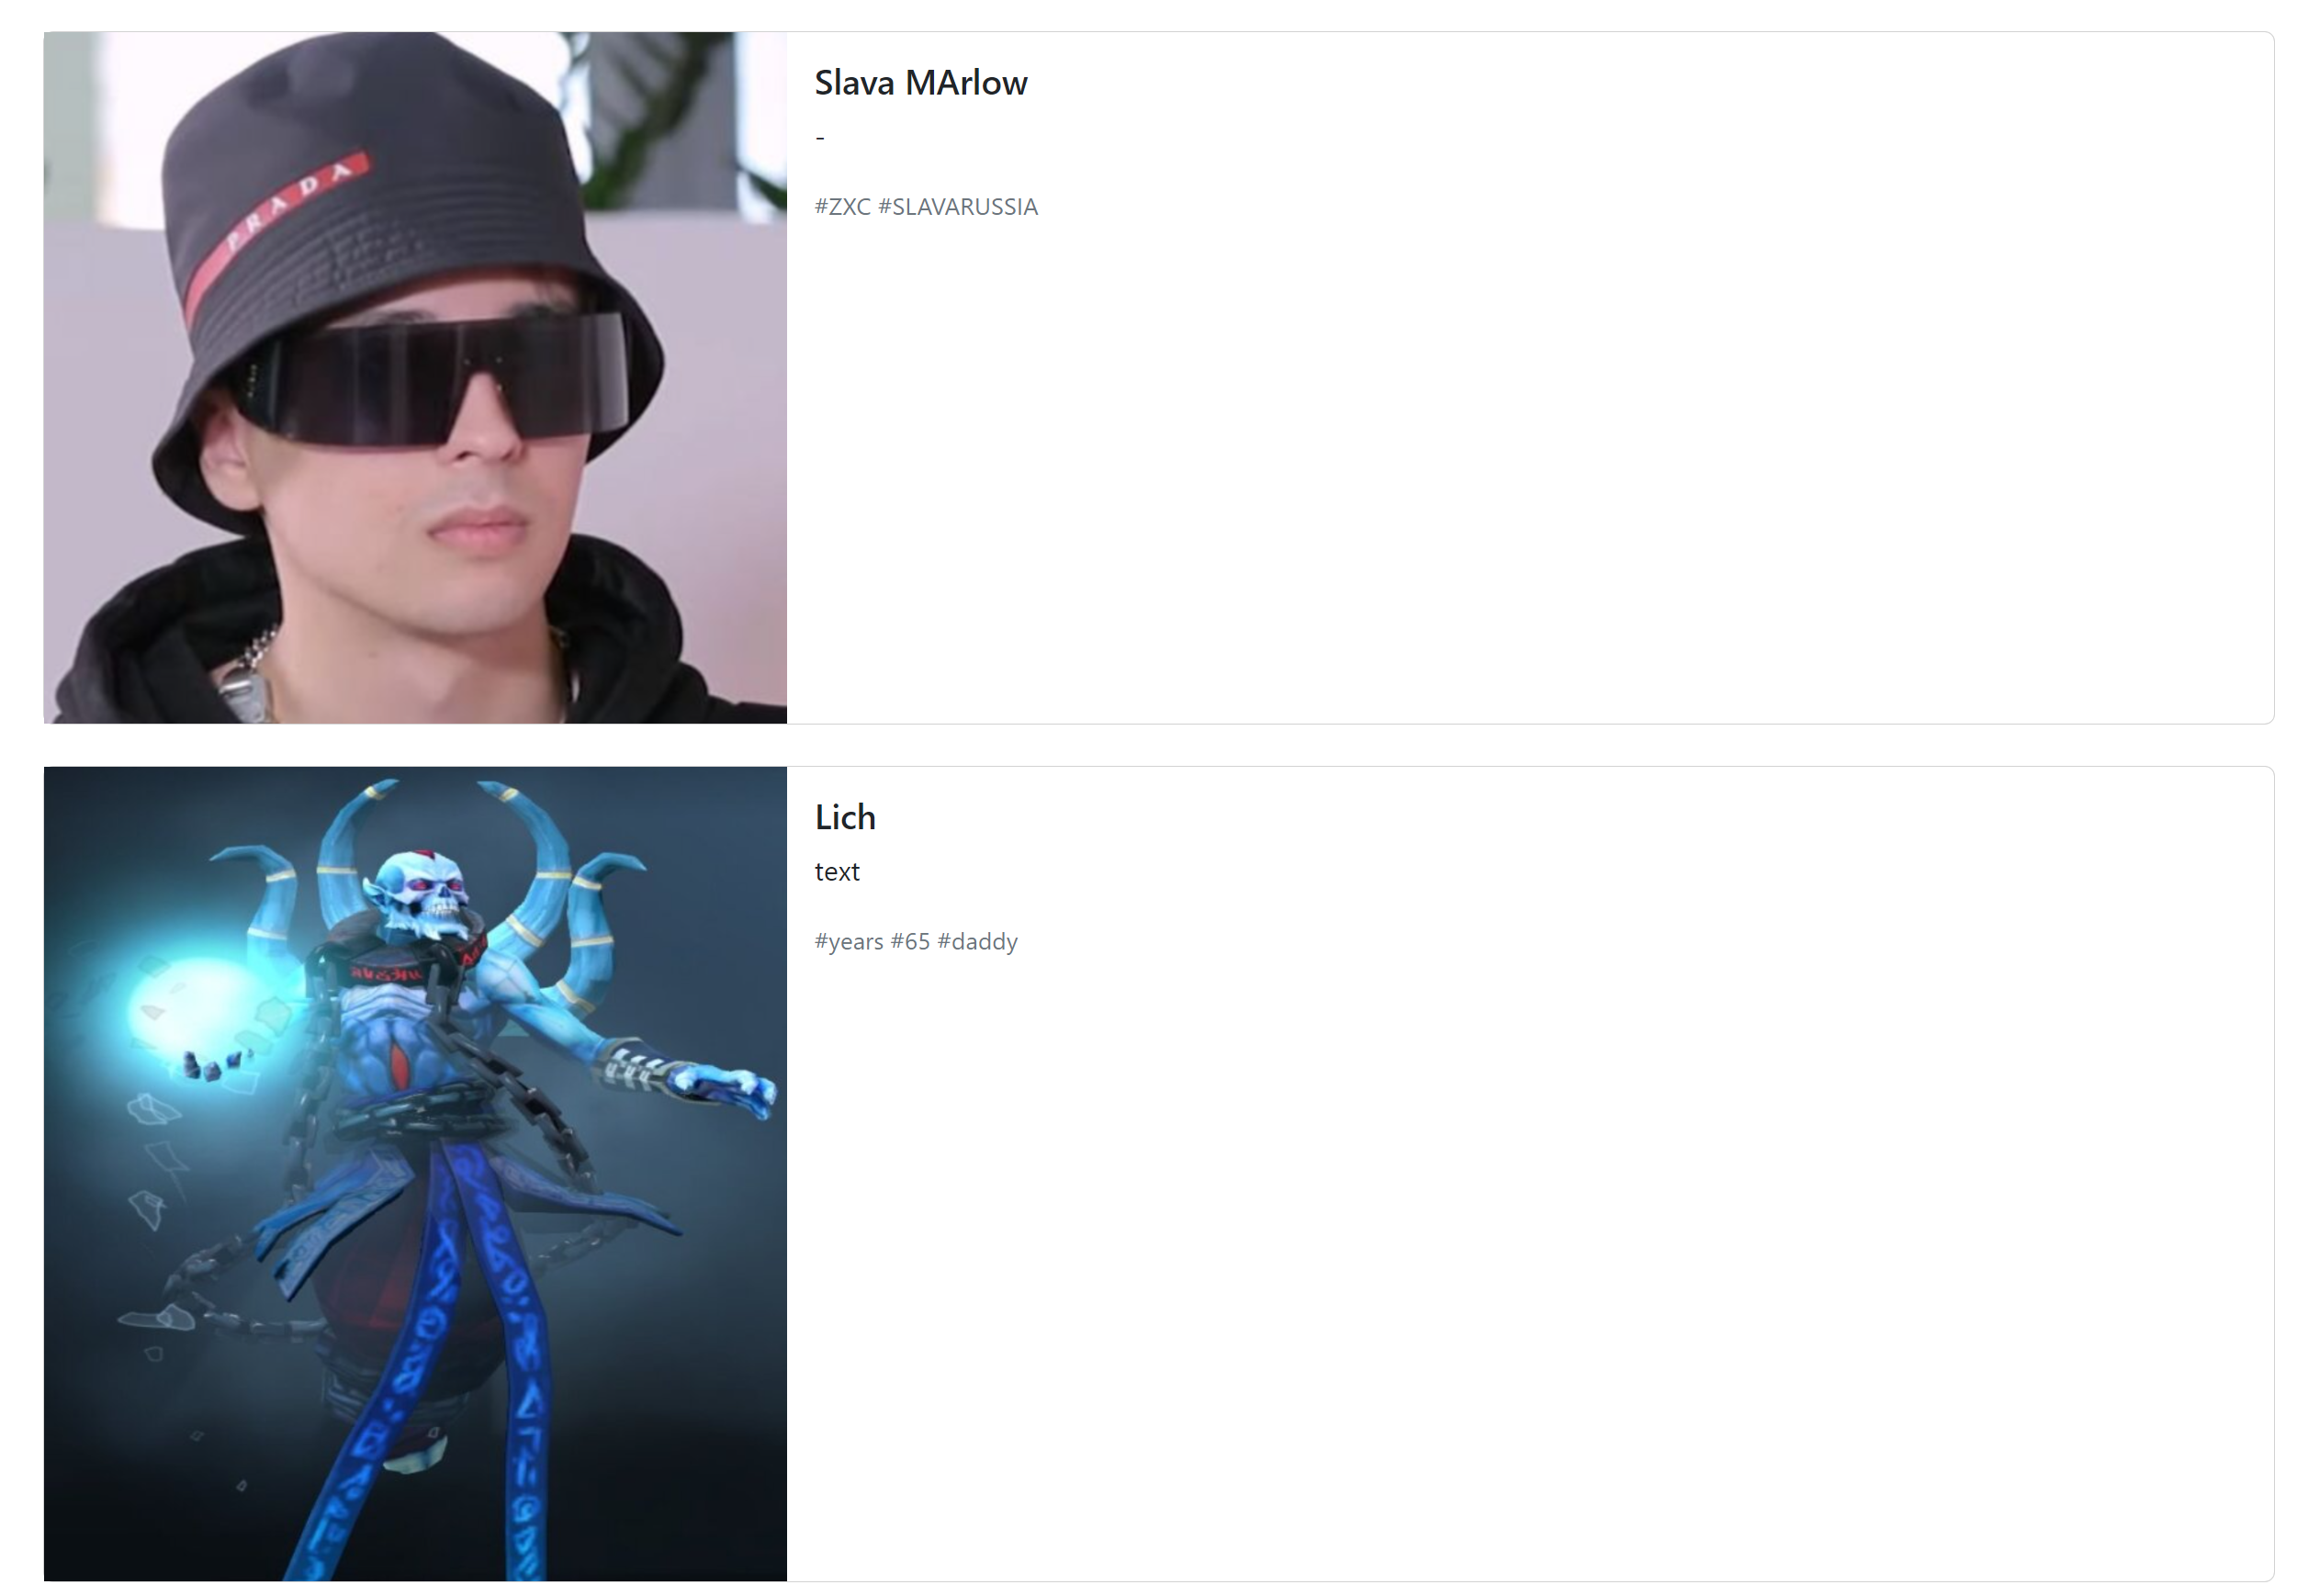 PRADA
Slava MArlow
-
#ZXC #SLAVARUSSIA
Lich
text
#years #65 #daddy